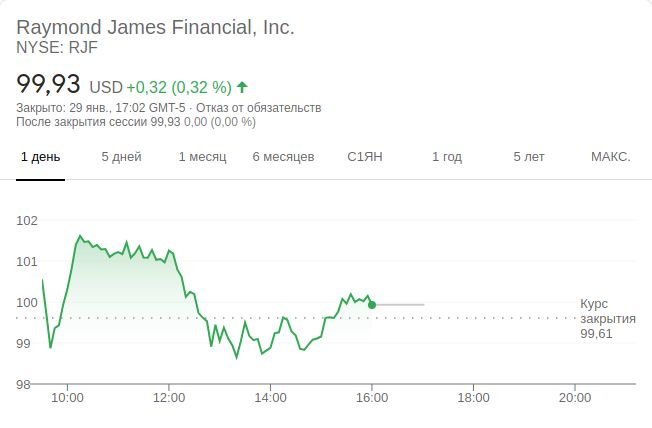 Raymond James Financial, Inc.
NYSE: RJF
99,93 USD +0,32 (0,32 %)
Закрыто: 29 янв., 17:02 GMT-5 · Отказ от обязательств
После закрытия сессии 99,93 0,00 (0,00 %)
1 день 5 дней 1 месяц 6 месяцев С1ЯН 1 год 5 лет МАКС.
102
101
100
99
98
Курс
закрытия
99,61
10:00 12:00 14:00 16:00 18:00 20:00